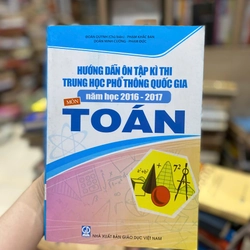 HƯỚNG DẪN ÔN TẬP KÌ THI
TRUNG HỌC PHỔ THÔNG QUỐC GIA
năm học 2016 - 2017
MÔN
TOÁN
NHÀ XUẤT BẢN GIÁO DỤC VIỆT NAM